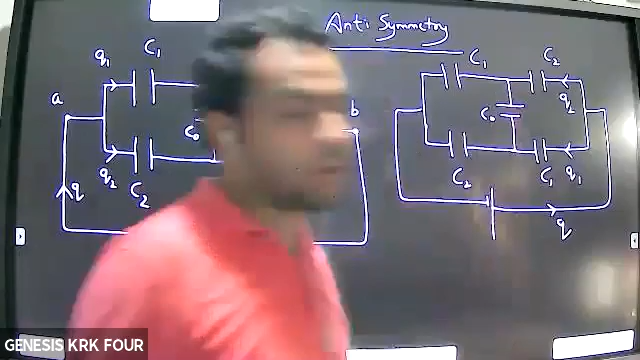 Anti Symmetry
q1
C1
C1
C2
a
b
C0
C0
q2
q2
C2
C2
C1
q1
q
q
GENESIS KRK FOUR